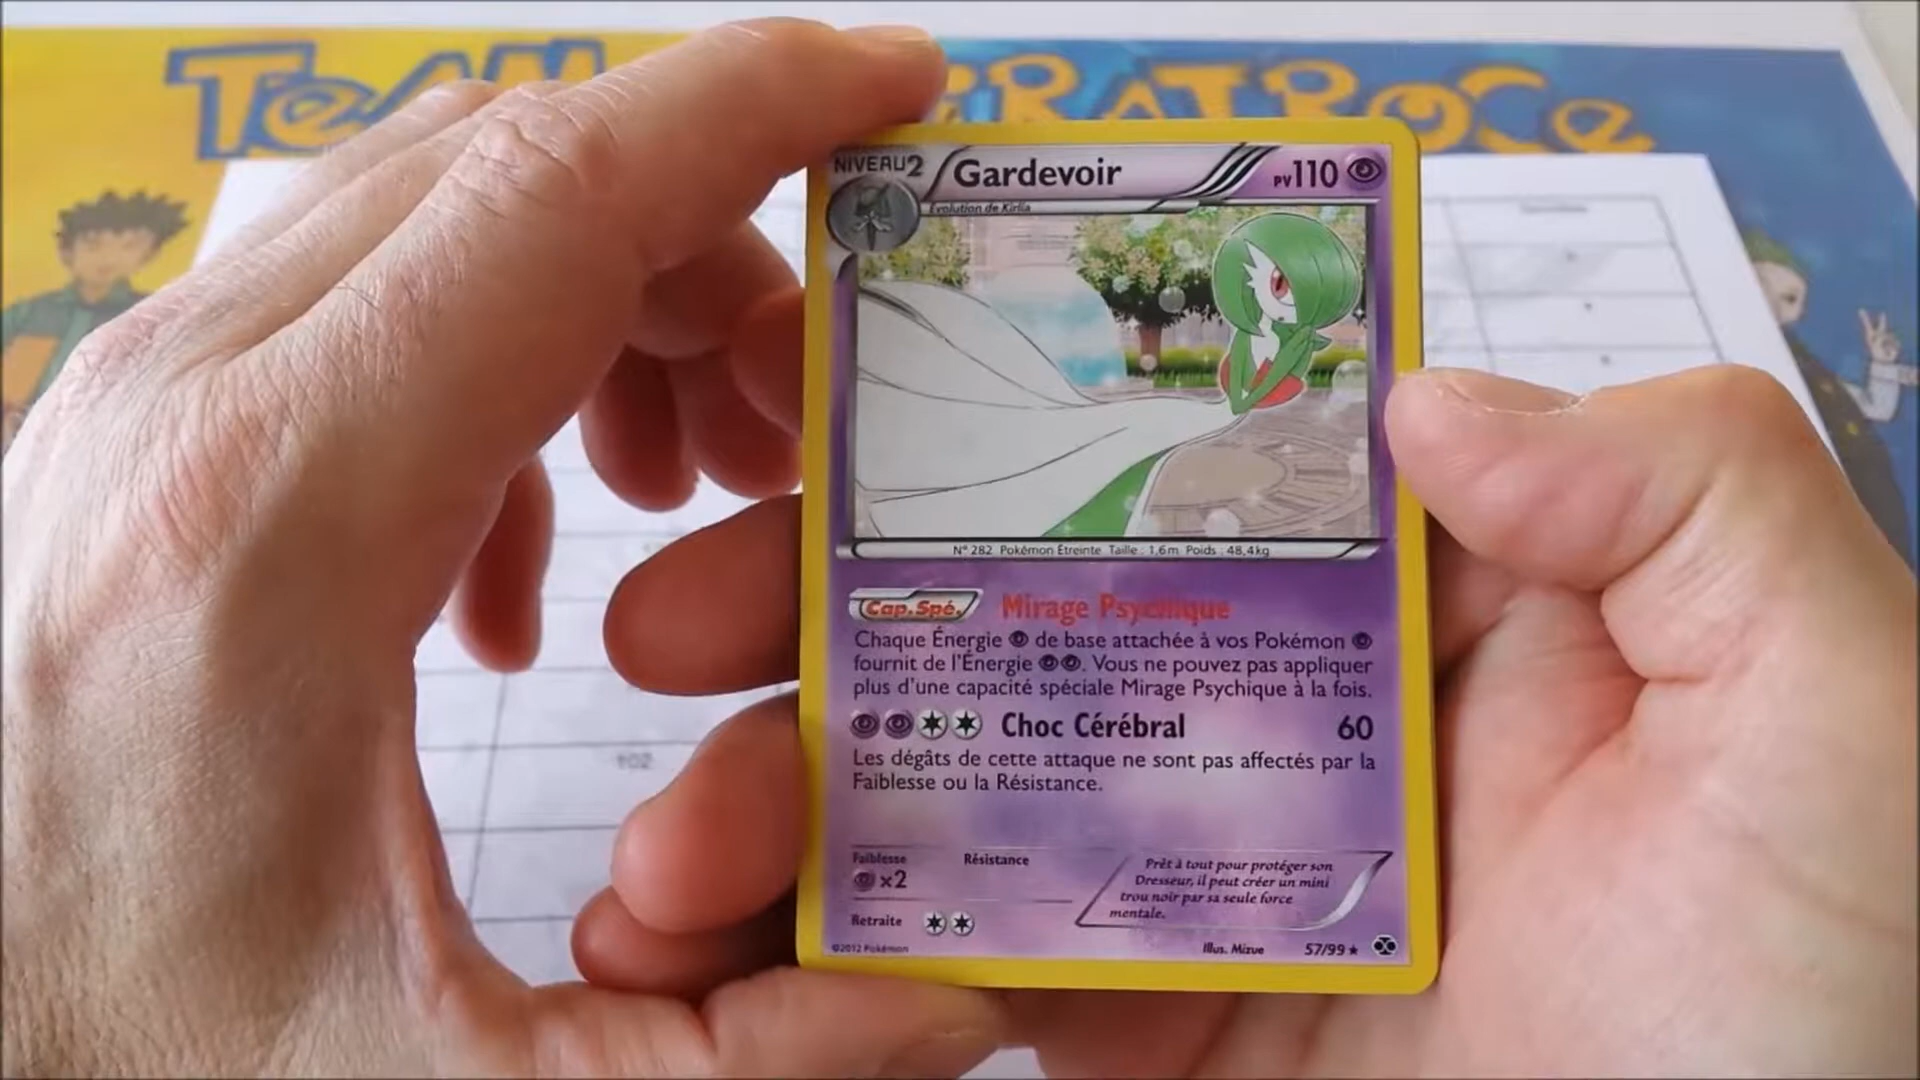 NIVEAU2 Gardevoir PV110
Évolution de Kirlia
N° 282 Pokémon Étreinte Taille : 1,6m Poids : 48,4kg
Cap. Spé. Mirage Psychique
Chaque Énergie de base attachée à vos Pokémon
fournit de l'Énergie . Vous ne pouvez pas appliquer
plus d'une capacité spéciale Mirage Psychique à la fois.
Choc Cérébral 60
Les dégâts de cette attaque ne sont pas affectés par la
Faiblesse ou la Résistance.
Faiblesse Résistance
x2
Retraite
Prêt à tout pour protéger son
Dresseur, il peut créer un mini
trou noir par sa seule force
mentale.
©2012 Pokémon Illus. Mizue 57/99 ★
102